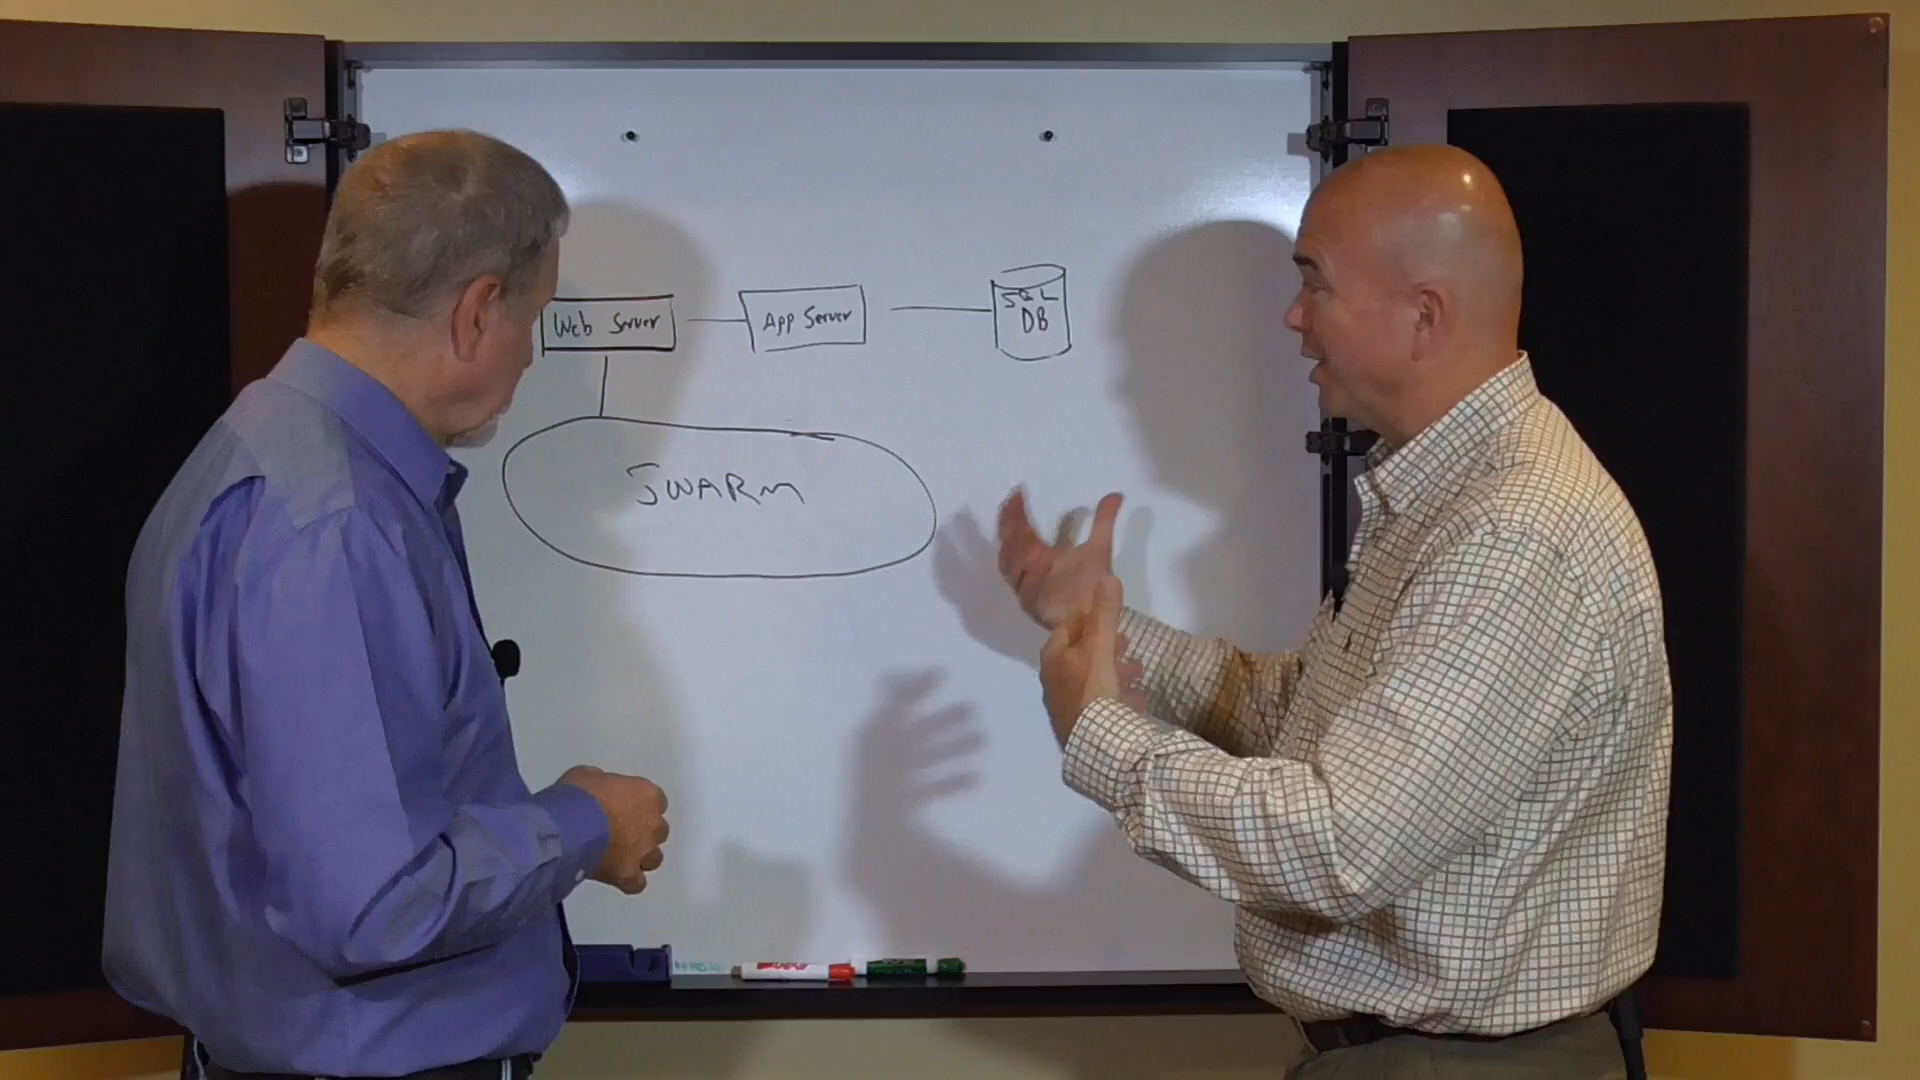 Web Server
App Server
SQL
DB
SWARM